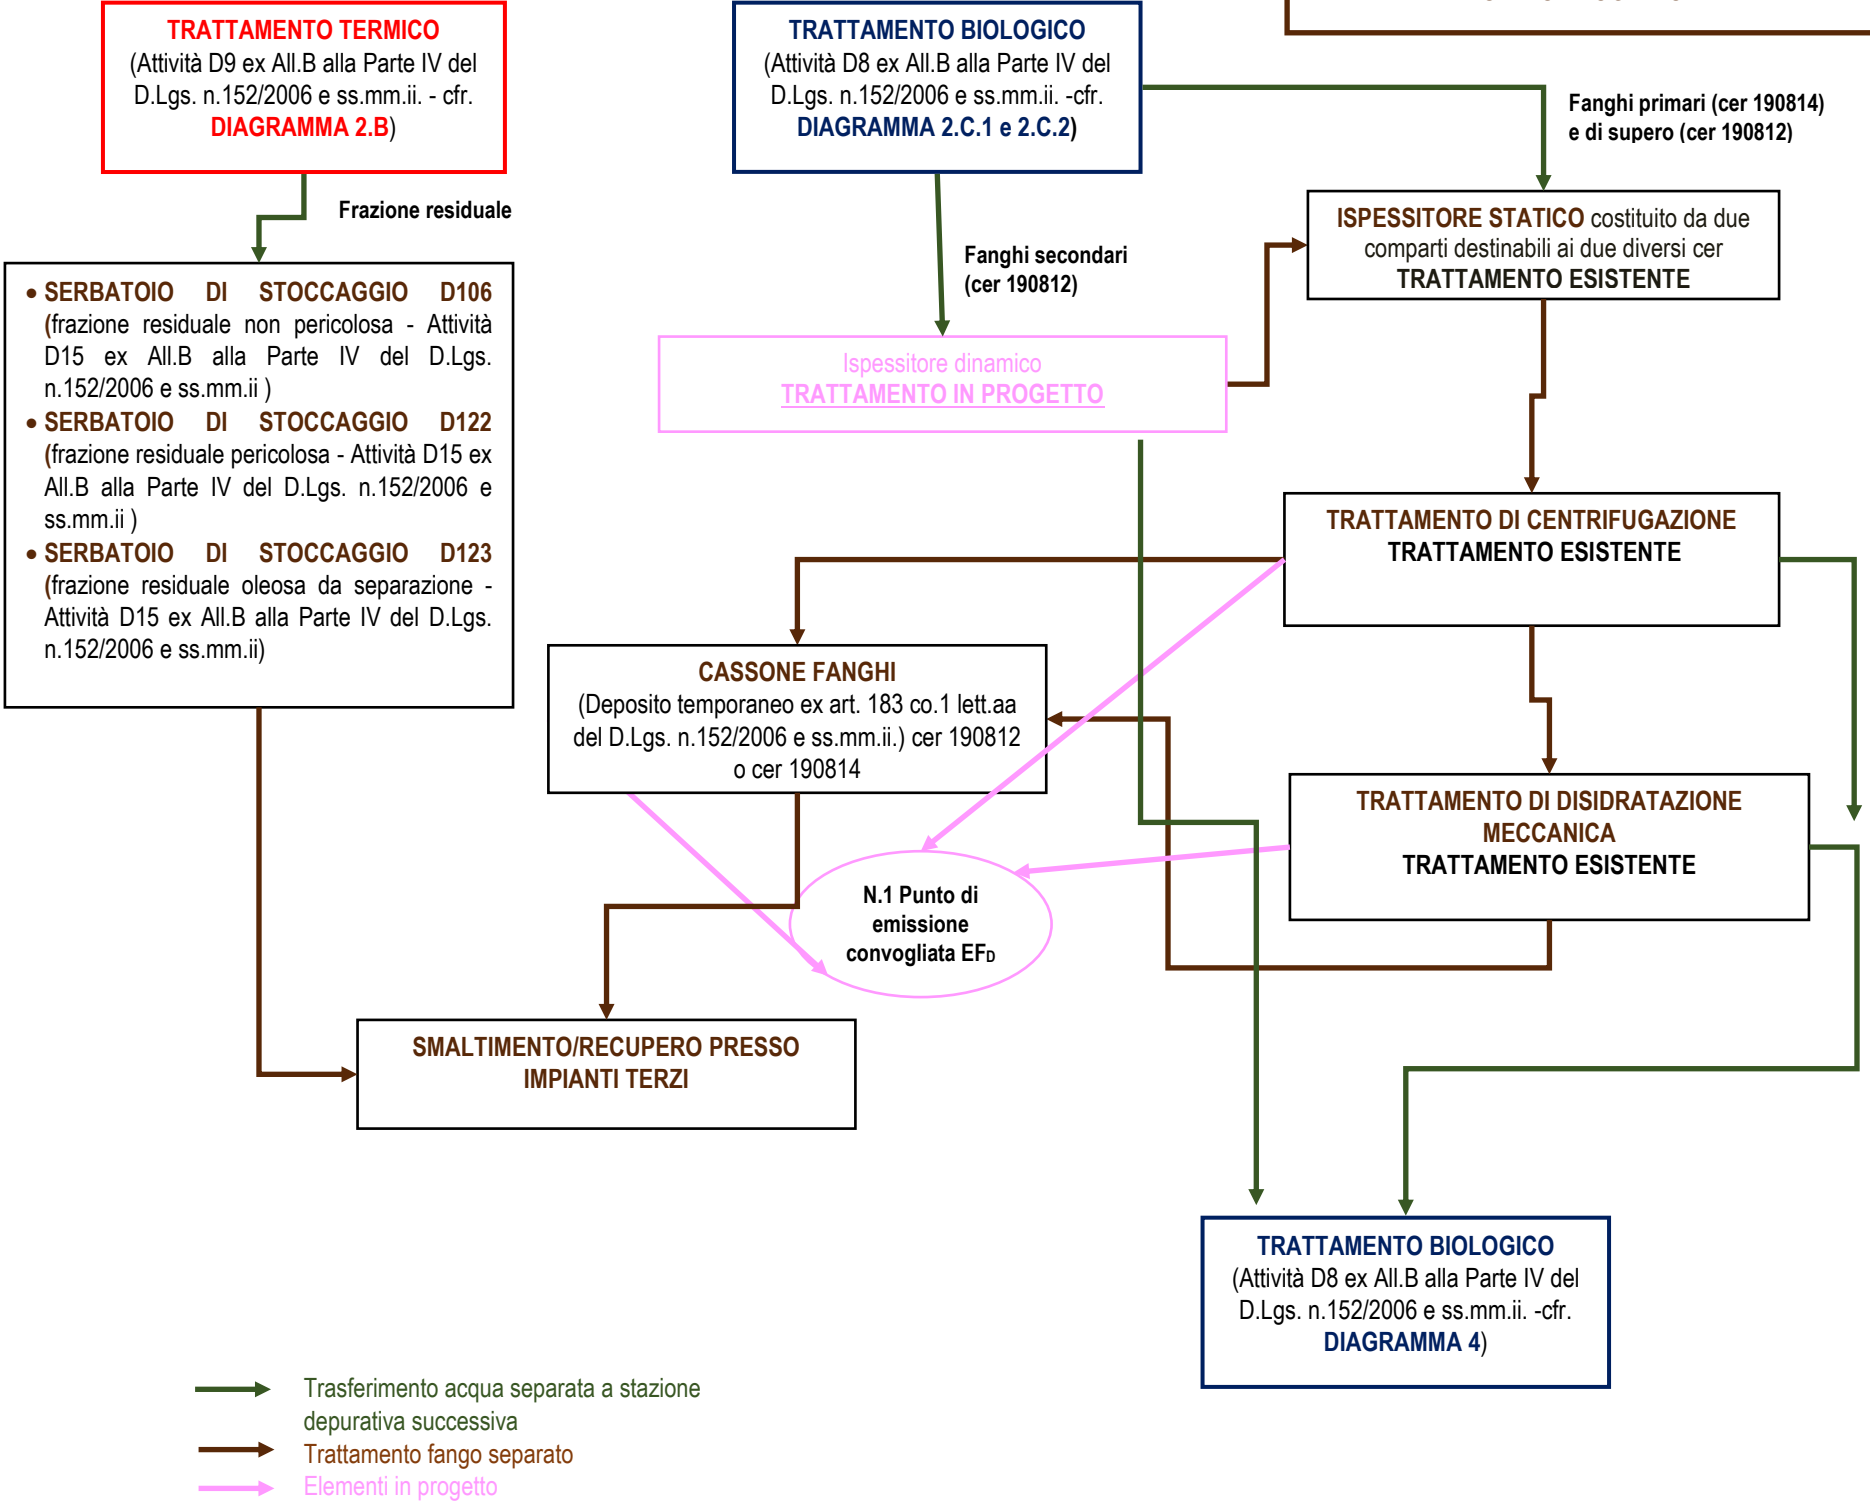 TRATTAMENTO TERMICO
(Attività D9 ex All.B alla Parte IV del
D.Lgs. n.152/2006 e ss.mm.ii. - cfr.
DIAGRAMMA 2.B)
TRATTAMENTO BIOLOGICO
(Attività D8 ex All.B alla Parte IV del
D.Lgs. n.152/2006 e ss.mm.ii. -cfr.
DIAGRAMMA 2.C.1 e 2.C.2)
Fanghi primari (cer 190814)
e di supero (cer 190812)
Frazione residuale
Fanghi secondari
(cer 190812)
ISPESSITORE STATICO costituito da due
comparti destinabili ai due diversi cer
TRATTAMENTO ESISTENTE
• SERBATOIO DI STOCCAGGIO D106
(frazione residuale non pericolosa - Attività
D15 ex All.B alla Parte IV del D.Lgs.
n.152/2006 e ss.mm.ii )
• SERBATOIO DI STOCCAGGIO D122
(frazione residuale pericolosa - Attività D15 ex
All.B alla Parte IV del D.Lgs. n.152/2006 e
ss.mm.ii )
• SERBATOIO DI STOCCAGGIO D123
(frazione residuale oleosa da separazione -
Attività D15 ex All.B alla Parte IV del D.Lgs.
n.152/2006 e ss.mm.ii)
Ispessitore dinamico
TRATTAMENTO IN PROGETTO
TRATTAMENTO DI CENTRIFUGAZIONE
TRATTAMENTO ESISTENTE
CASSONE FANGHI
(Deposito temporaneo ex art. 183 co.1 lett.aa
del D.Lgs. n.152/2006 e ss.mm.ii.) cer 190812
o cer 190814
TRATTAMENTO DI DISIDRATAZIONE
MECCANICA
TRATTAMENTO ESISTENTE
N.1 Punto di
emissione
convogliata EFD
SMALTIMENTO/RECUPERO PRESSO
IMPIANTI TERZI
TRATTAMENTO BIOLOGICO
(Attività D8 ex All.B alla Parte IV del
D.Lgs. n.152/2006 e ss.mm.ii. -cfr.
DIAGRAMMA 4)
Trasferimento acqua separata a stazione
depurativa successiva
Trattamento fango separato
Elementi in progetto